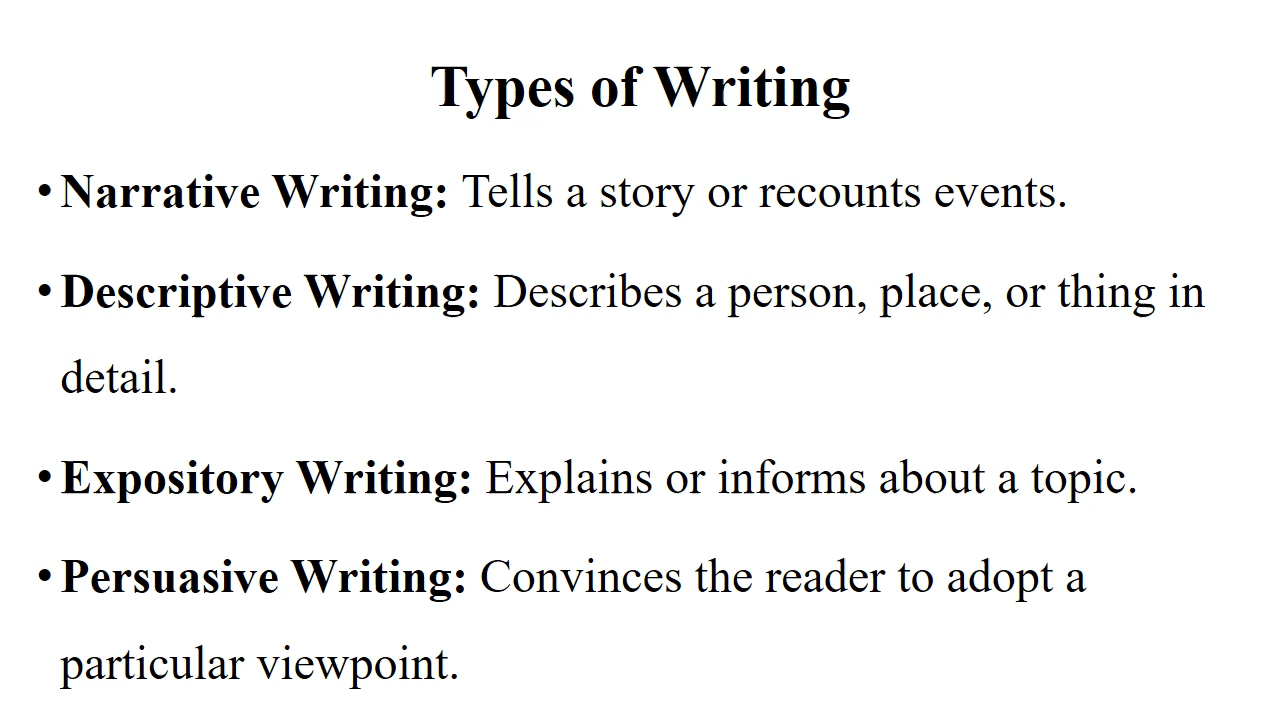 Types of Writing
• Narrative Writing: Tells a story or recounts events.
• Descriptive Writing: Describes a person, place, or thing in
detail.
• Expository Writing: Explains or informs about a topic.
• Persuasive Writing: Convinces the reader to adopt a
particular viewpoint.